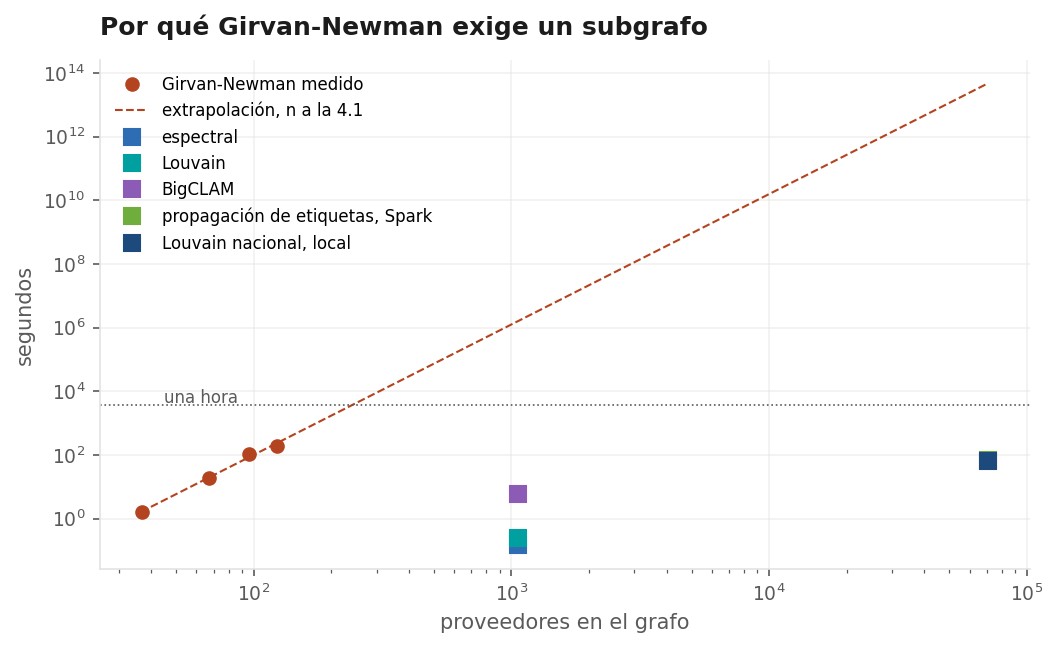 Por qué Girvan-Newman exige un subgrafo
10^14
10^12
10^10
10^8
10^6
10^4
10^2
10^0
segundos
Girvan-Newman medido
extrapolación, n a la 4.1
espectral
Louvain
BigCLAM
propagación de etiquetas, Spark
Louvain nacional, local
una hora
10^2
10^3
10^4
10^5
proveedores en el grafo